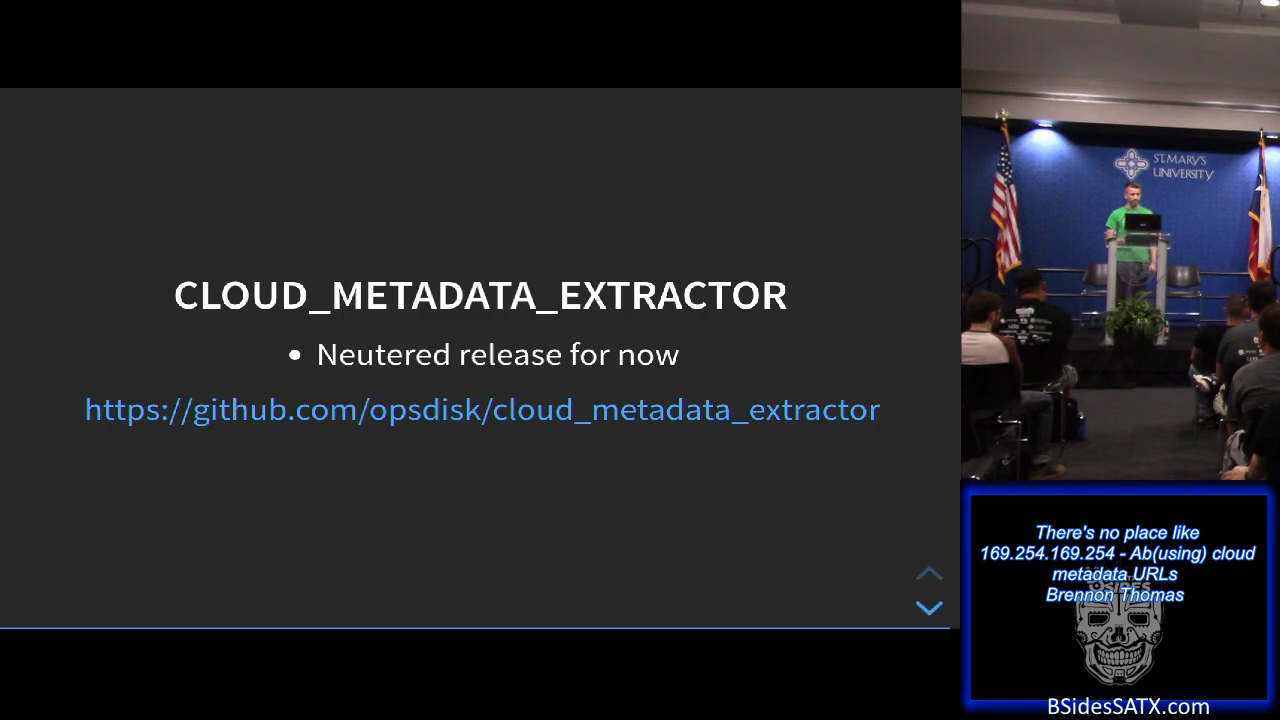 CLOUD_METADATA_EXTRACTOR
• Neutered release for now
https://github.com/opsdisk/cloud_metadata_extractor
ST. MARY'S
UNIVERSITY
There's no place like
169.254.169.254 - Ab(using) cloud
metadata URLs
Brennon Thomas
BSIDES
BSidesSATX.com